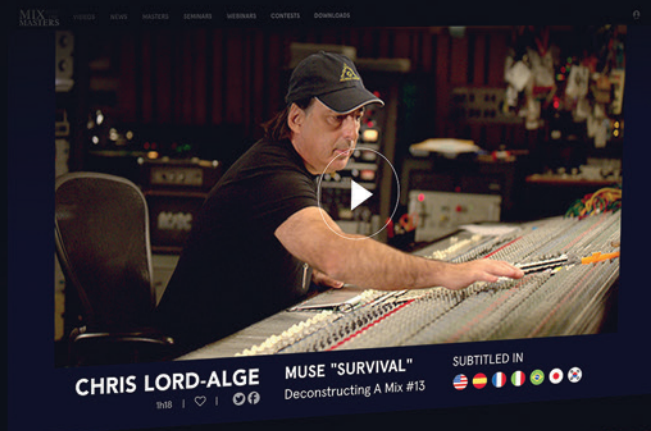 MIX
MASTERS
VIDEOS
NEWS
MASTERS
SEMINARS
WEBINARS
CONTESTS
DOWNLOADS
CHRIS LORD-ALGE
1h18
MUSE "SURVIVAL"
Deconstructing A Mix #13
SUBTITLED IN